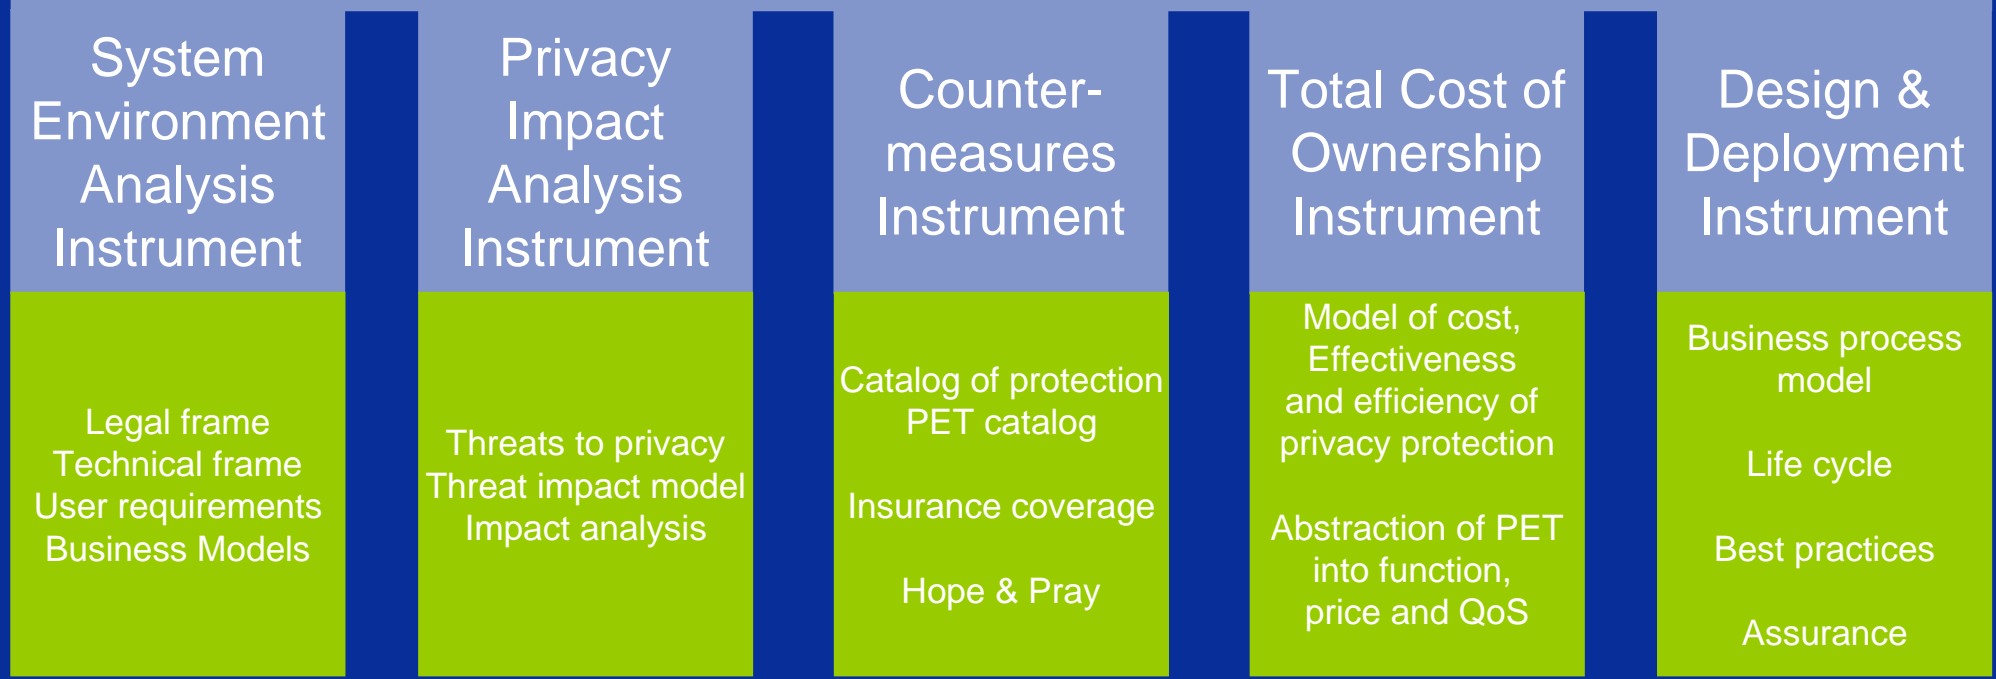 System
Environment
Analysis
Instrument
Legal frame
Technical frame
User requirements
Business Models
Privacy
Impact
Analysis
Instrument
Threats to privacy
Threat impact model
Impact analysis
Counter-
measures
Instrument
Catalog of protection
PET catalog
Insurance coverage
Hope & Pray
Total Cost of
Ownership
Instrument
Model of cost,
Effectiveness
and efficiency of
privacy protection
Abstraction of PET
into function,
price and QoS
Design &
Deployment
Instrument
Business process
model
Life cycle
Best practices
Assurance